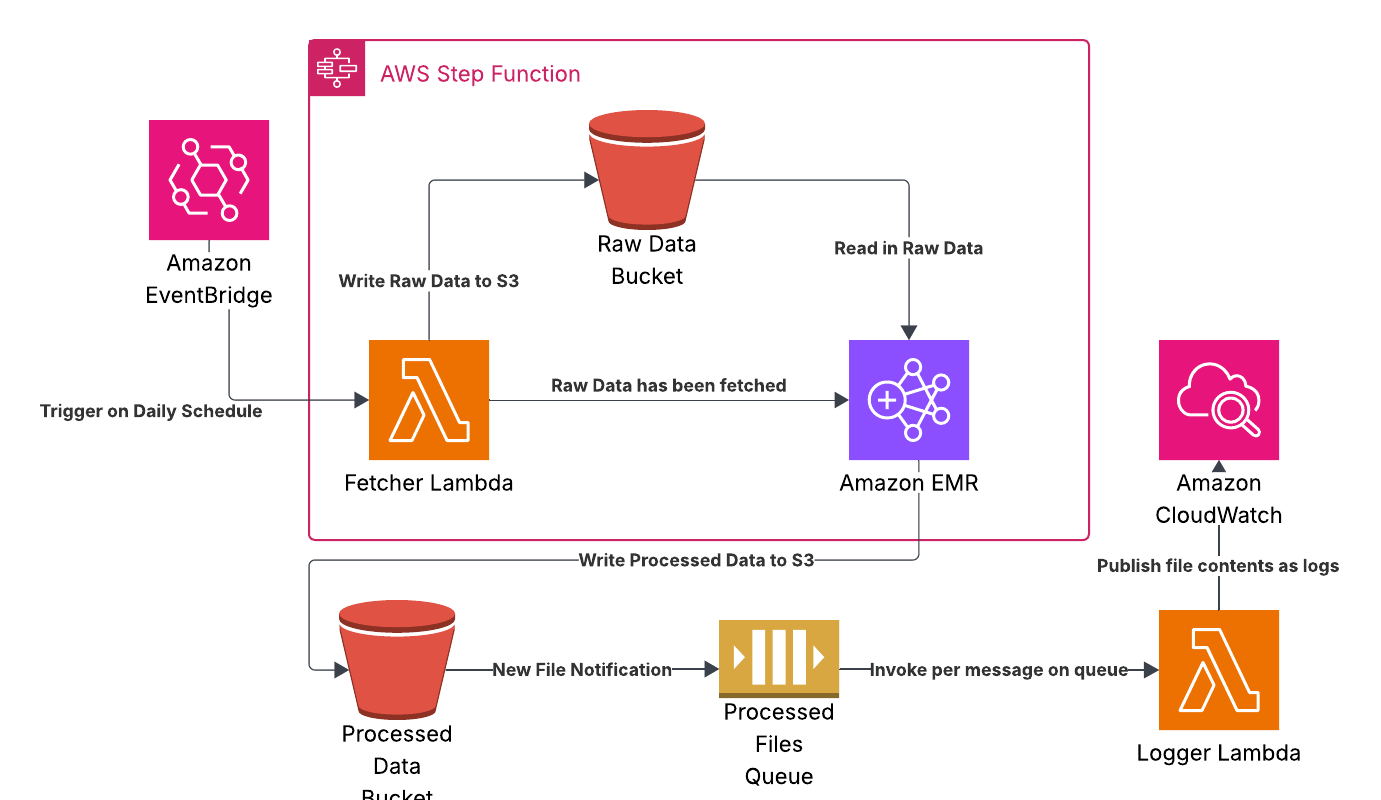 AWS Step Function
Amazon
EventBridge
Trigger on Daily Schedule
Write Raw Data to S3
Raw Data
Bucket
Read in Raw Data
Fetcher Lambda
Raw Data has been fetched
Amazon EMR
Write Processed Data to S3
Processed
Data
Bucket
New File Notification
Processed
Files
Queue
Invoke per message on queue
Logger Lambda
Publish file contents as logs
Amazon
CloudWatch